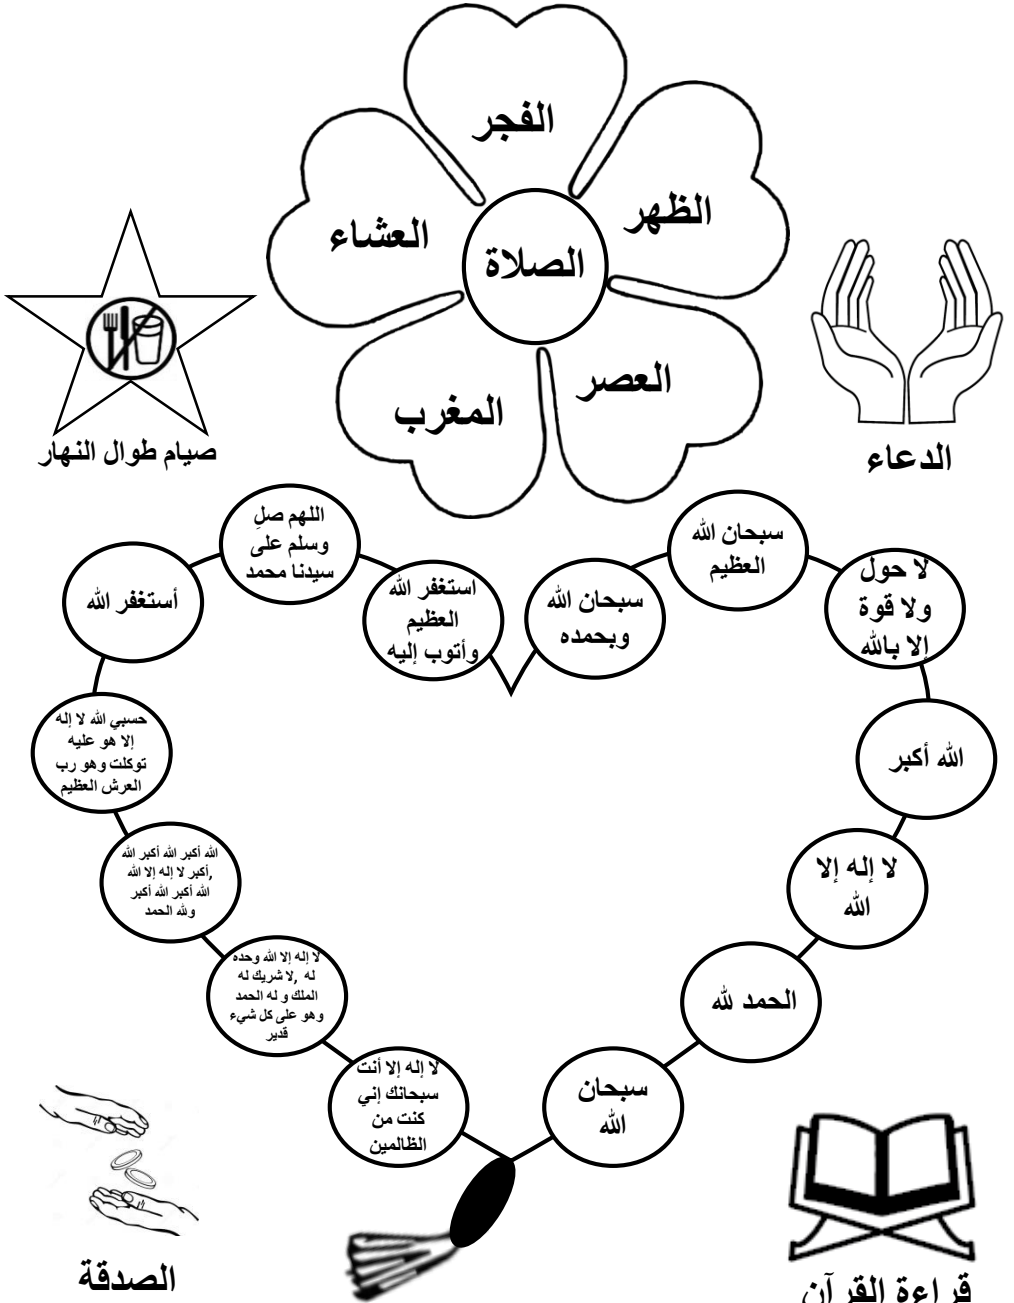 الفجر
الظهر
العشاء
الصلاة
العصر
المغرب
صيام طوال النهار
الدعاء
سبحان الله
العظيم
لا حول
ولا قوة
إلا بالله
سبحان الله
وبحمده
الله أكبر
لا إله إلا
الله
الحمد لله
سبحان
الله
استغفر الله
العظيم
وأتوب إليه
اللهم صلِ
وسلم على
سيدنا محمد
أستغفر الله
حسبي الله لا إله
إلا هو عليه
توكلت وهو رب
العرش العظيم
الله أكبر الله أكبر الله
أكبر لا إله إلا الله,
الله أكبر الله أكبر
ولله الحمد
لا إله إلا الله وحده
لا شريك له, له
الملك و له الحمد
وهو على كل شيء
قدير
لا إله إلا أنت
سبحانك إني
كنت من
الظالمين
الصدقة
قراءة القرآن